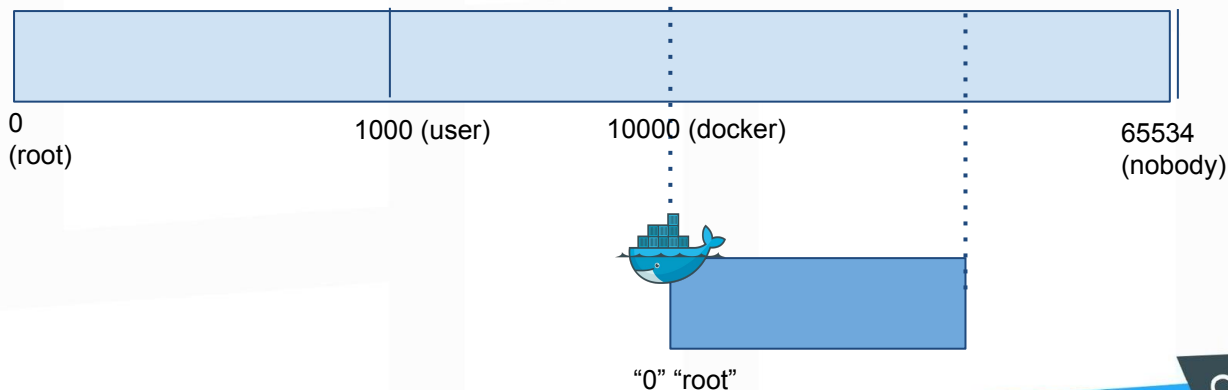 0
(root)
1000 (user)
10000 (docker)
65534
(nobody)
“0” “root”